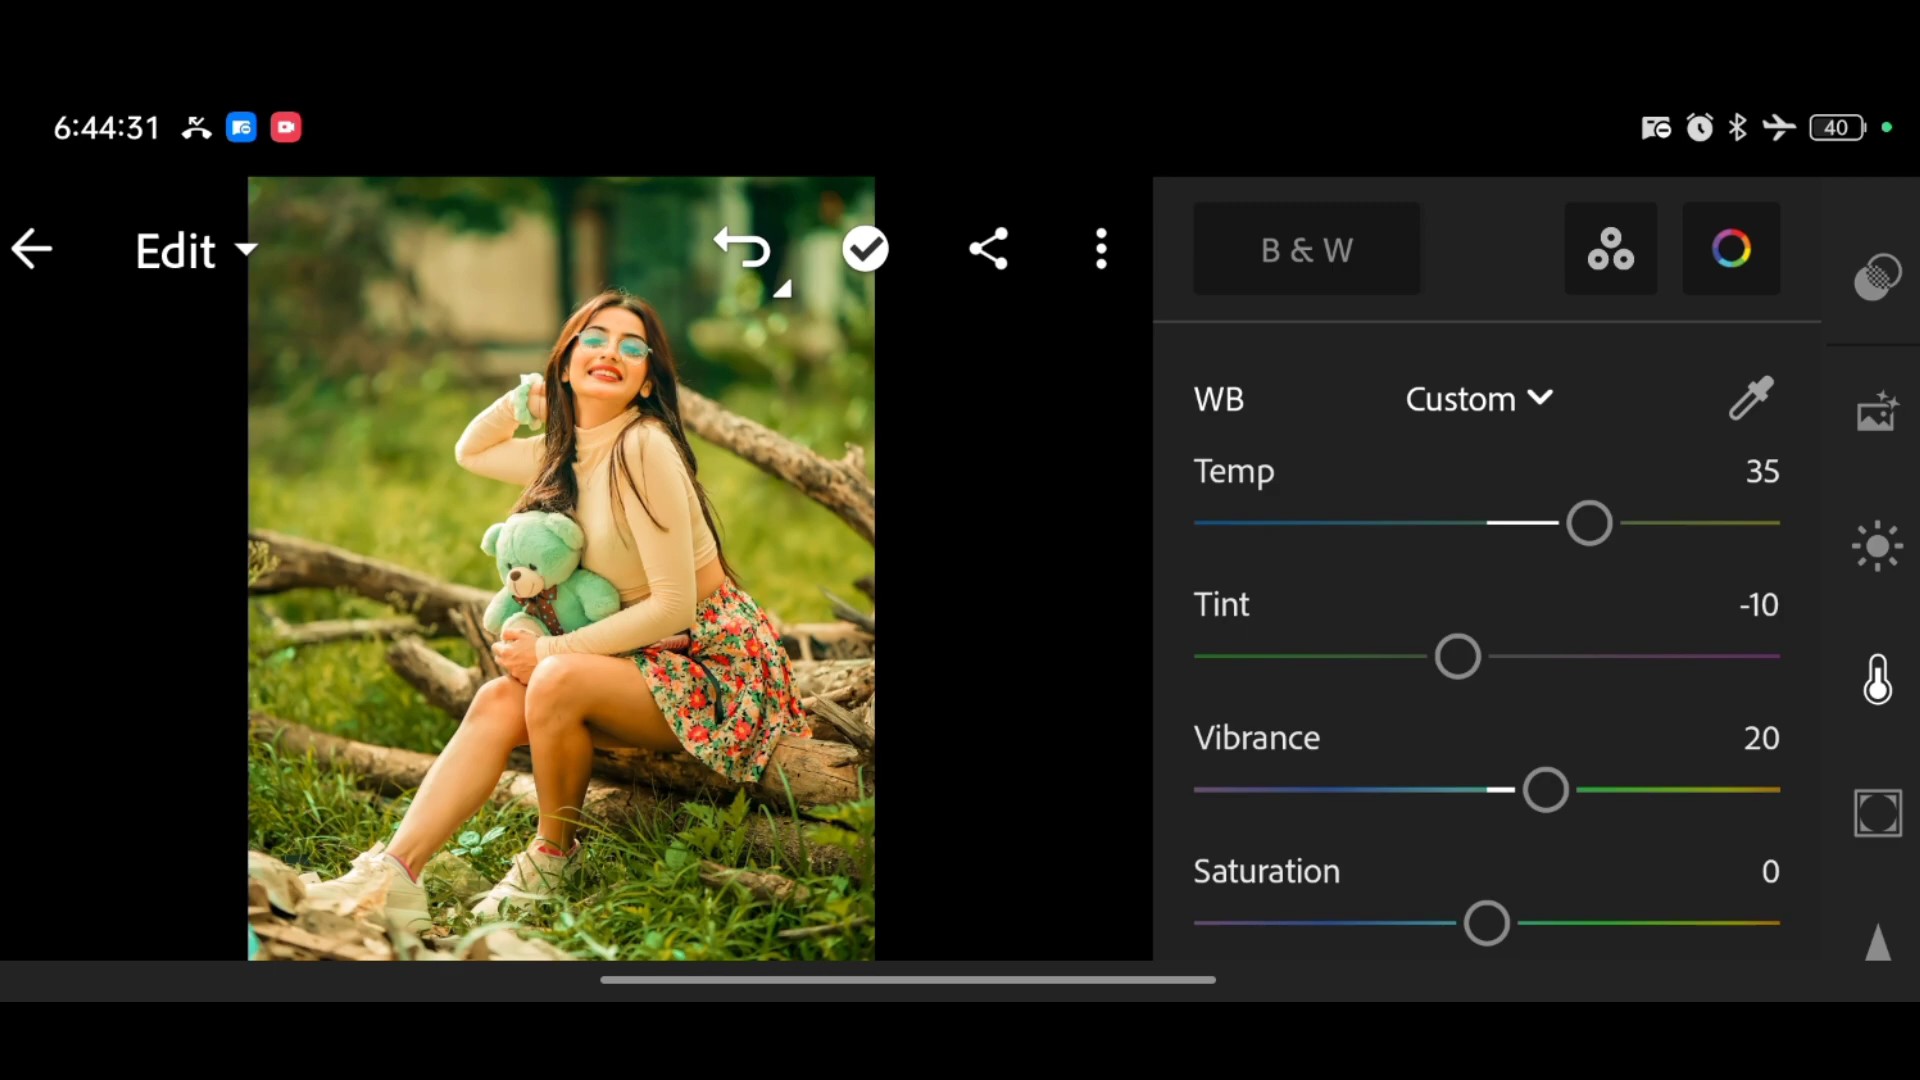 6:44:31
40
Edit
B & W
WB Custom
Temp 35
Tint -10
Vibrance 20
Saturation 0